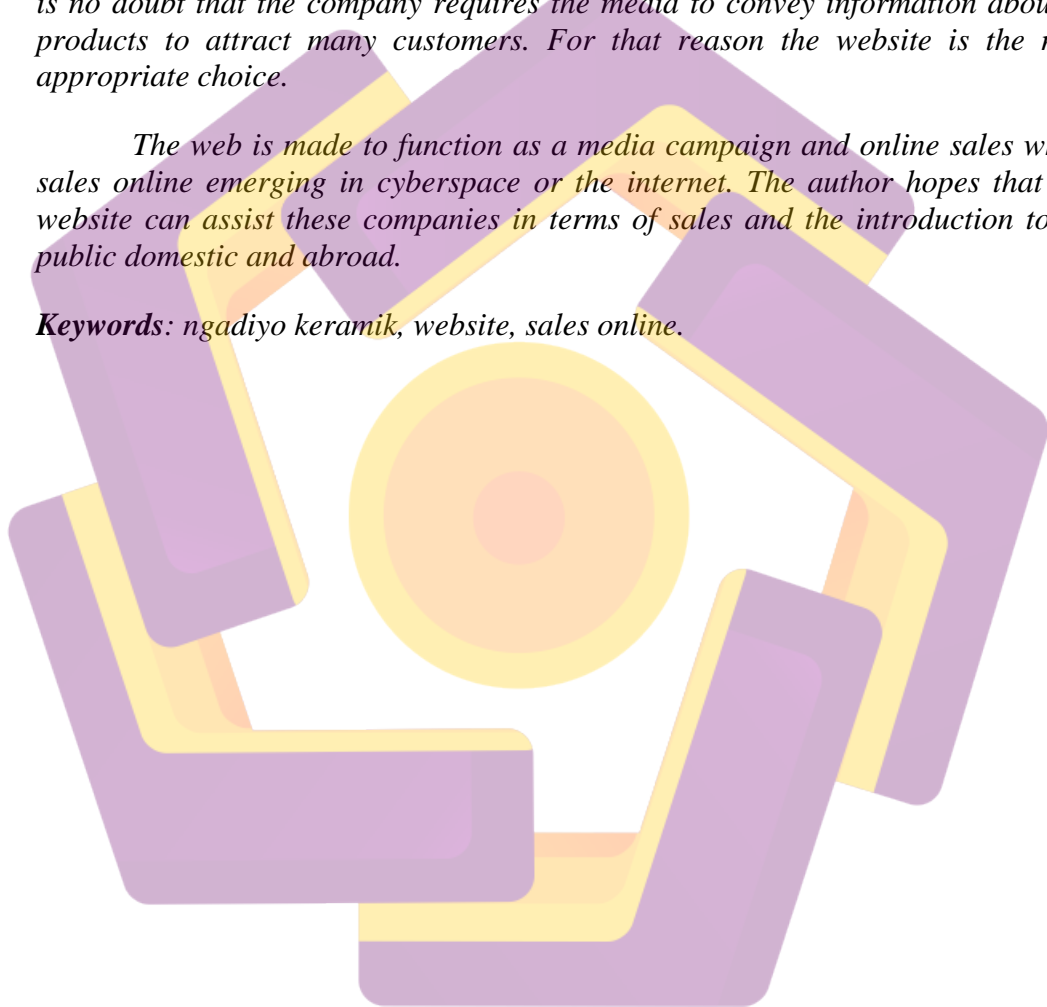 is no doubt that the company requires the media to convey information abou
products to attract many customers. For that reason the website is the
appropriate choice.
The web is made to function as a media campaign and online sales w
sales online emerging in cyberspace or the internet. The author hopes that
website can assist these companies in terms of sales and the introduction to
public domestic and abroad.
Keywords: ngadiyo keramik, website, sales online.